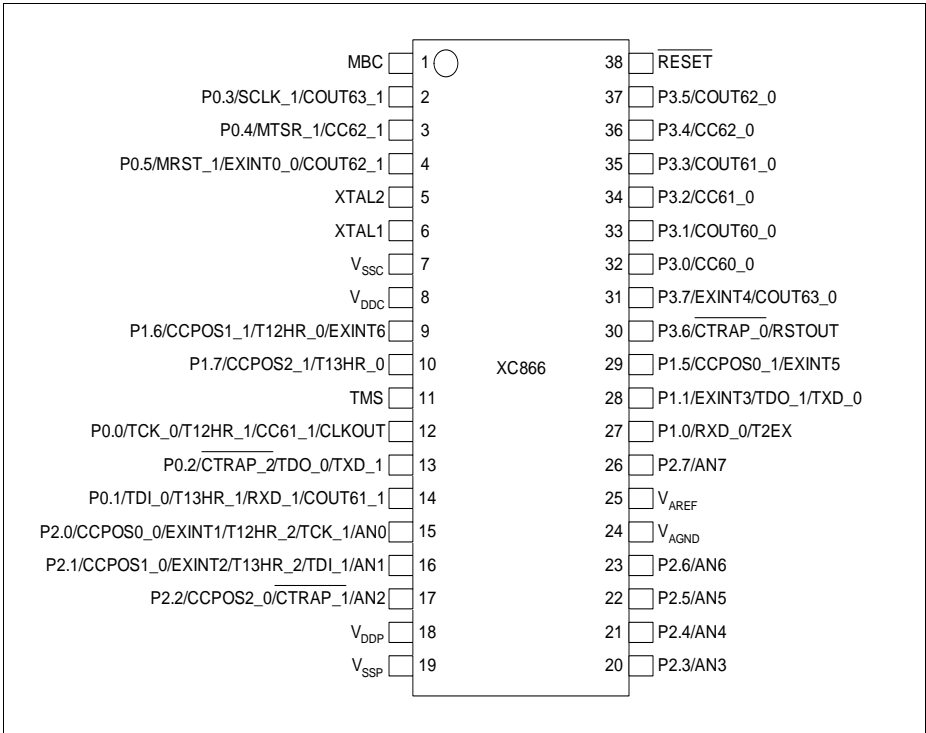 MBC 1 38 RESET
P0.3/SCLK_1/COUT63_1 2 37 P3.5/COUT62_0
P0.4/MTSR_1/CC62_1 3 36 P3.4/CC62_0
P0.5/MRST_1/EXINT0_0/COUT62_1 4 35 P3.3/COUT61_0
XTAL2 5 34 P3.2/CC61_0
XTAL1 6 33 P3.1/COUT60_0
VSSC 7 32 P3.0/CC60_0
VDDC 8 31 P3.7/EXINT4/COUT63_0
P1.6/CCPOS1_1/T12HR_0/EXINT6 9 30 P3.6/CTRAP_0/RSTOUT
P1.7/CCPOS2_1/T13HR_0 10 XC866 29 P1.5/CCPOS0_1/EXINT5
TMS 11 28 P1.1/EXINT3/TDO_1/TXD_0
P0.0/TCK_0/T12HR_1/CC61_1/CLKOUT 12 27 P1.0/RXD_0/T2EX
P0.2/CTRAP_2/TDO_0/TXD_1 13 26 P2.7/AN7
P0.1/TDI_0/T13HR_1/RXD_1/COUT61_1 14 25 VAREF
P2.0/CCPOS0_0/EXINT1/T12HR_2/TCK_1/AN0 15 24 VAGND
P2.1/CCPOS1_0/EXINT2/T13HR_2/TDI_1/AN1 16 23 P2.6/AN6
P2.2/CCPOS2_0/CTRAP_1/AN2 17 22 P2.5/AN5
VDDP 18 21 P2.4/AN4
VSSP 19 20 P2.3/AN3